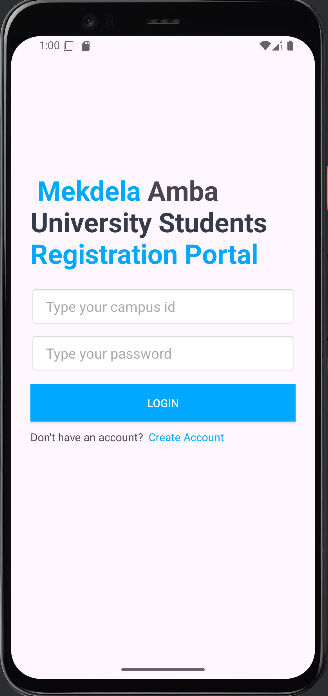 1:00
Mekdela Amba
University Students
Registration Portal
Type your campus id
Type your password
LOGIN
Don't have an account? Create Account